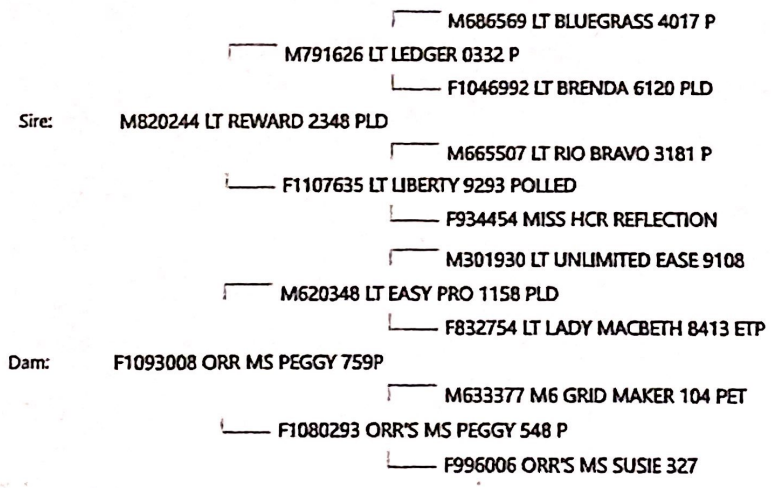 M686569 LT BLUEGRASS 4017 P
M791626 LT LEDGER 0332 P
F1046992 LT BRENDA 6120 PLD
Sire: M820244 LT REWARD 2348 PLD
M665507 LT RIO BRAVO 3181 P
F1107635 LT LIBERTY 9293 POLLED
F934454 MISS HCR REFLECTION
M301930 LT UNLIMITED EASE 9108
M620348 LT EASY PRO 1158 PLD
F832754 LT LADY MACBETH 8413 ETP
Dam: F1093008 ORR MS PEGGY 759P
M633377 M6 GRID MAKER 104 PET
F1080293 ORR'S MS PEGGY 548 P
F996006 ORR'S MS SUSIE 327